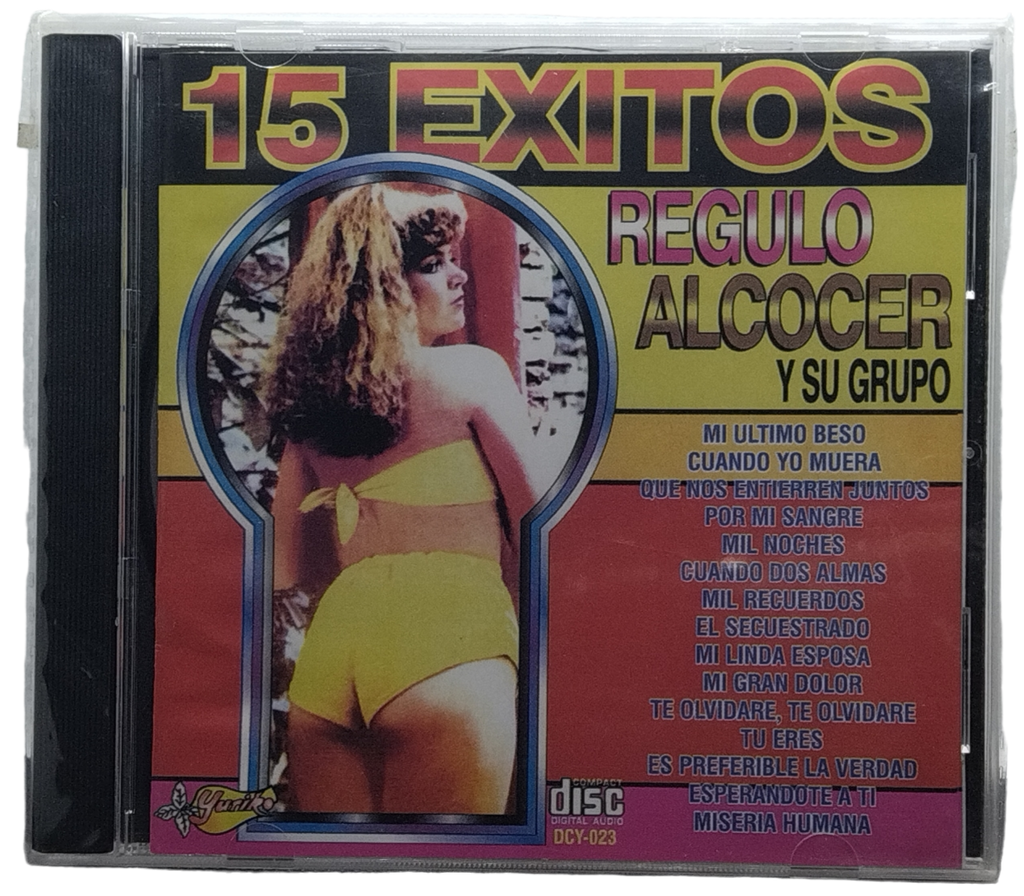 15 EXITOS
REGULO
ALCOCER
Y SU GRUPO
MI ULTIMO BESO
CUANDO YO MUERA
QUE NOS ENTIERREN JUNTOS
POR MI SANGRE
MIL NOCHES
CUANDO DOS ALMAS
MIL RECUERDOS
EL SECUESTRADO
MI LINDA ESPOSA
MI GRAN DOLOR
TE OLVIDARE, TE OLVIDARE
TU ERES
ES PREFERIBLE LA VERDAD
ESPERANDOTE A TI
MISERIA HUMANA
Yuriko
COMPACT
disc
DIGITAL AUDIO
DCY-023